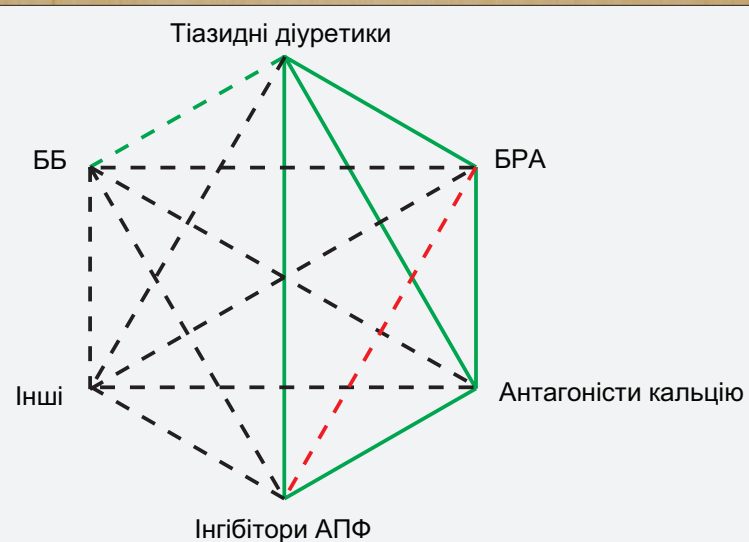 Тіазидні діуретики
ББ
БРА
Інші
Антагоністи кальцію
Інгібітори АПФ